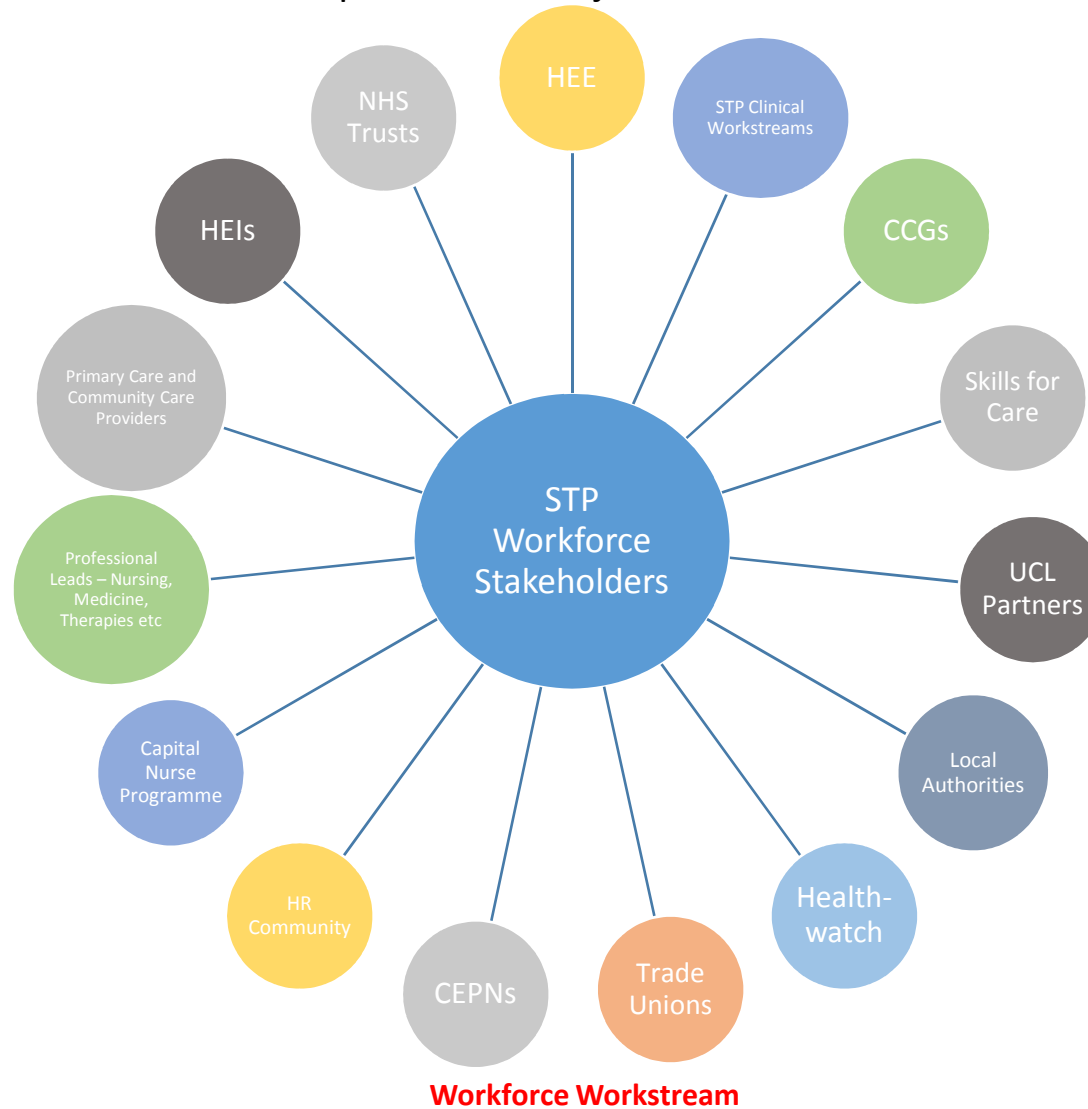 HEE
STP Clinical
Workstreams
CCGs
Skills for
Care
UCL
Partners
Local
Authorities
Health-
watch
Trade
Unions
CEPNs
HR
Community
Capital
Nurse
Programme
Professional
Leads – Nursing,
Medicine,
Therapies etc
Primary Care and
Community Care
Providers
HEIs
NHS
Trusts
STP
Workforce
Stakeholders
Workforce Workstream